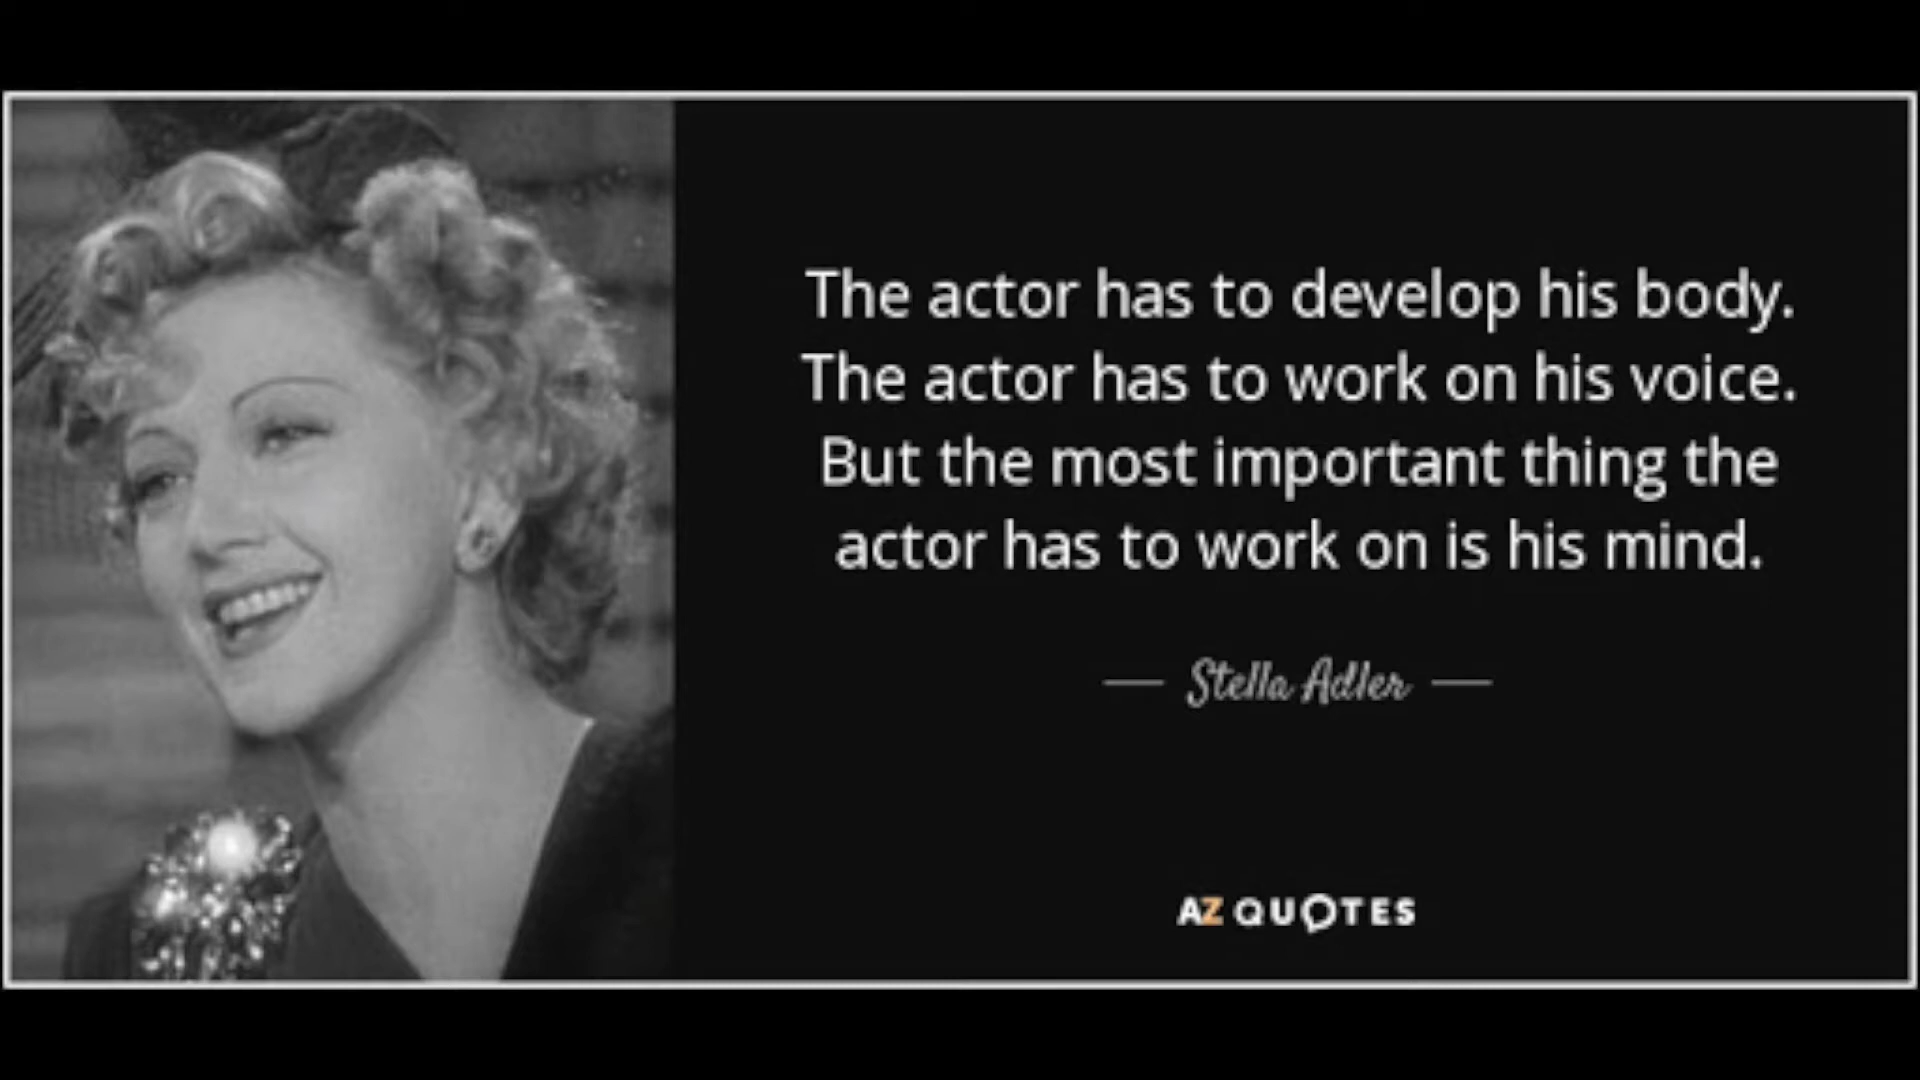 The actor has to develop his body.
The actor has to work on his voice.
But the most important thing the
actor has to work on is his mind.
— Stella Adler —
AZ QUOTES